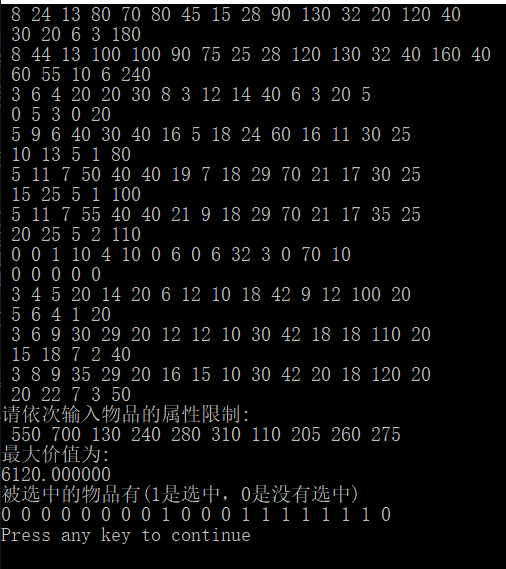 8 24 13 80 70 80 45 15 28 90 130 32 20 120 40
30 20 6 3 180
8 44 13 100 100 90 75 25 28 120 130 32 40 160 40
60 55 10 6 240
3 6 4 20 20 30 8 3 12 14 40 6 3 20 5
0 5 3 0 20
5 9 6 40 30 40 16 5 18 24 60 16 11 30 25
10 13 5 1 80
5 11 7 50 40 40 19 7 18 29 70 21 17 30 25
15 25 5 1 100
5 11 7 55 40 40 21 9 18 29 70 21 17 35 25
20 25 5 2 110
0 0 1 10 4 10 0 6 0 6 32 3 0 70 10
0 0 0 0 0
3 4 5 20 14 20 6 12 10 18 42 9 12 100 20
5 6 4 1 20
3 6 9 30 29 20 12 12 10 30 42 18 18 110 20
15 18 7 2 40
3 8 9 35 29 20 16 15 10 30 42 20 18 120 20
20 22 7 3 50
请依次输入物品的属性限制:
550 700 130 240 280 310 110 205 260 275
最大价值为:
6120.000000
被选中的物品有(1是选中，0是没有选中)
0 0 0 0 0 0 0 0 1 0 0 0 1 1 1 1 1 1 1 0
Press any key to continue